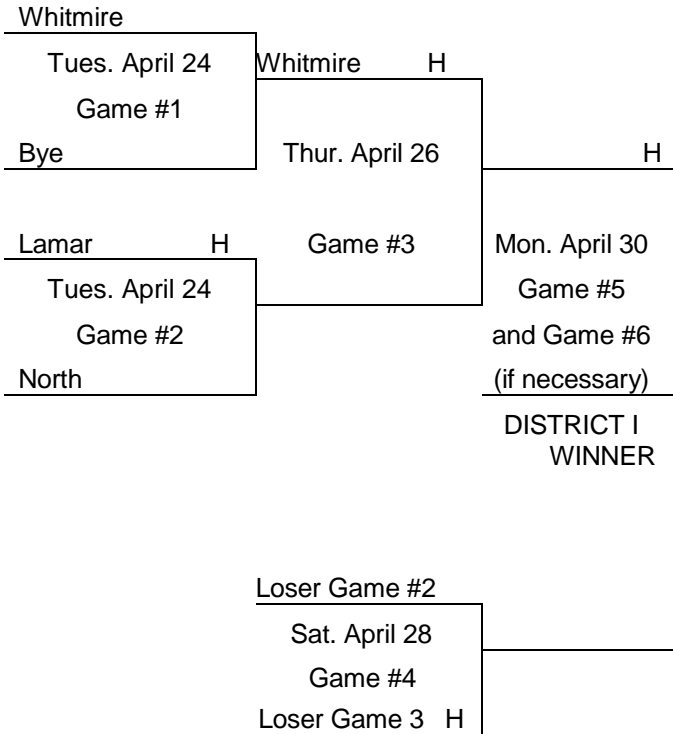 Whitmire
Tues. April 24
Game #1
Bye
Whitmire H
Thur. April 26
Game #3
H
Lamar H
Tues. April 24
Game #2
North
Mon. April 30
Game #5
and Game #6
(if necessary)
DISTRICT I
WINNER
Loser Game #2
Sat. April 28
Game #4
Loser Game 3 H